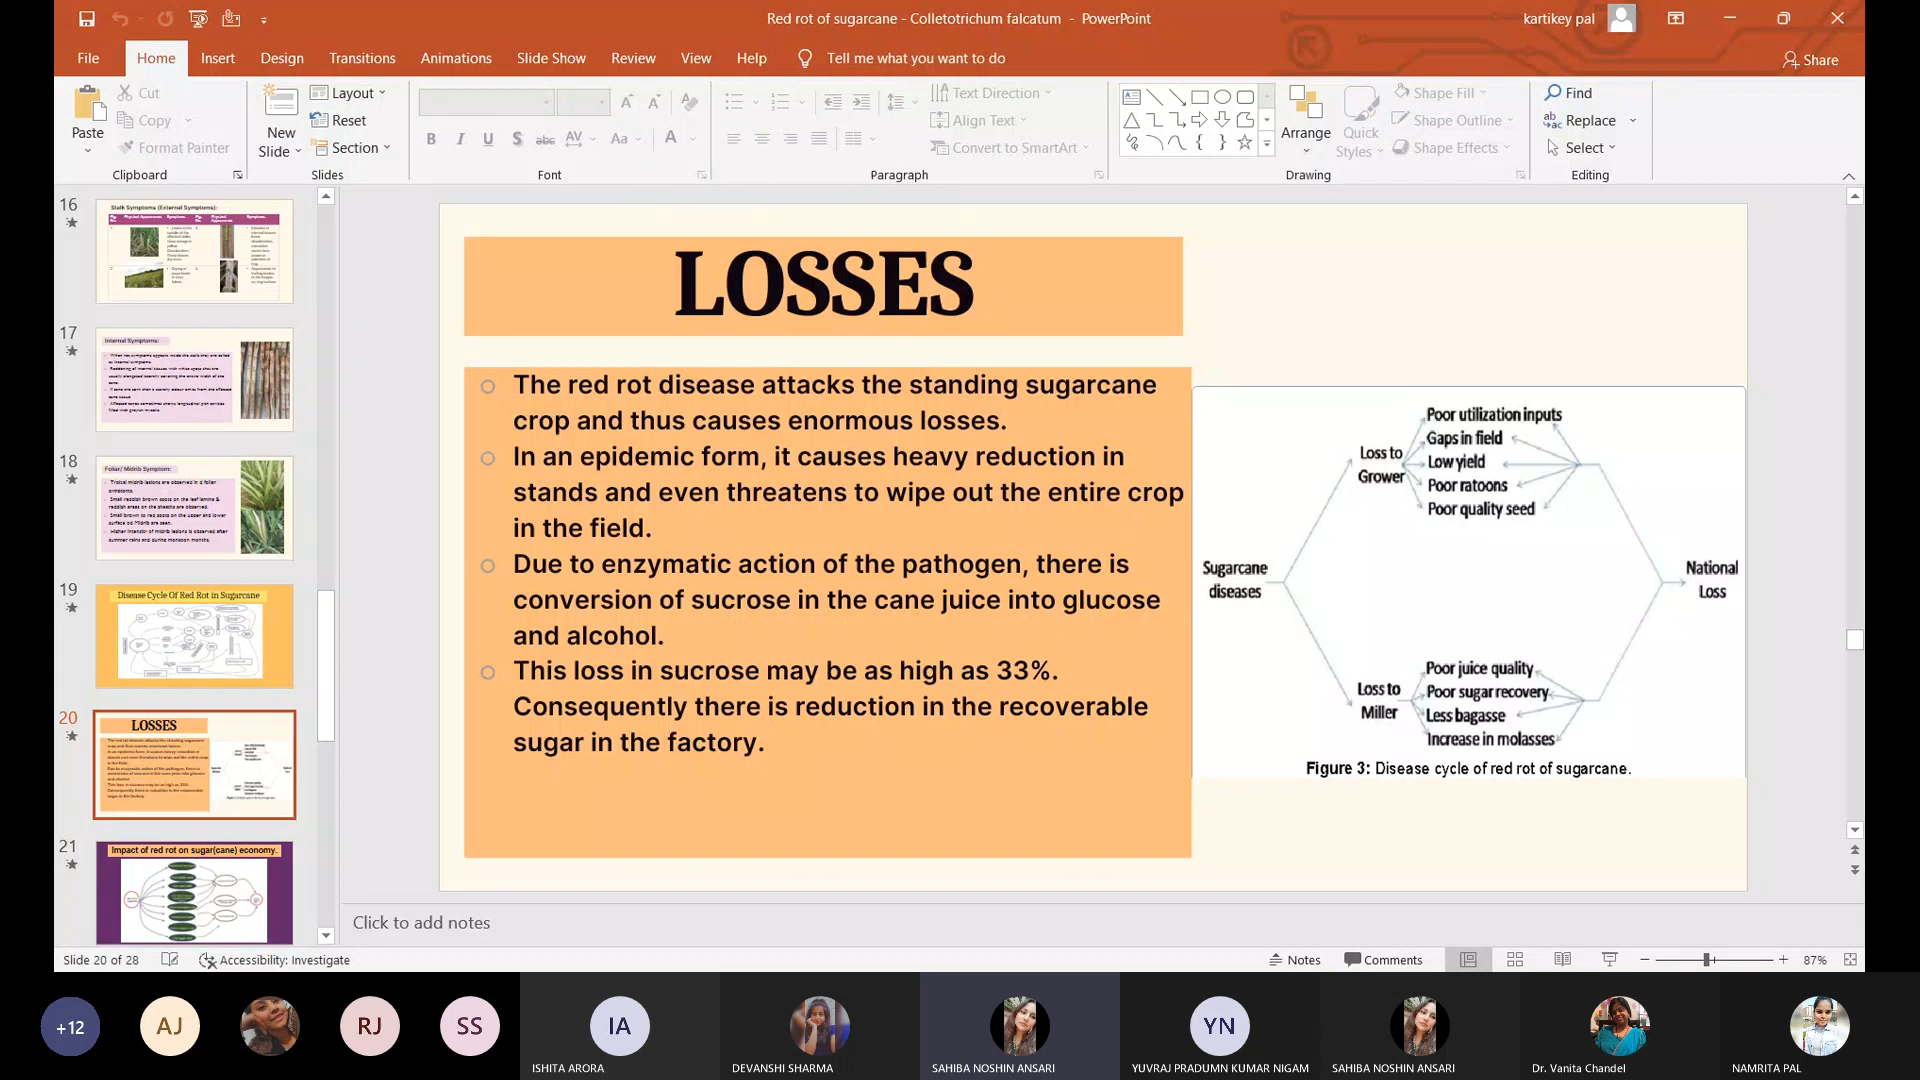 Red rot of sugarcane - Colletotrichum falcatum - PowerPoint
kartikey pal
File
Home
Insert
Design
Transitions
Animations
Slide Show
Review
View
Help
Tell me what you want to do
Share
Paste
Cut
Copy
Format Painter
Clipboard
New
Slide
Layout
Reset
Section
Slides
Font
Text Direction
Align Text
Convert to SmartArt
Paragraph
Arrange
Quick
Styles
Shape Fill
Shape Outline
Shape Effects
Drawing
Find
Replace
Select
Editing
16
Stalk Symptoms (External Symptoms):
17
Internal Symptoms:
18
Foliar/ Midrib Symptom:
19
Disease Cycle Of Red Rot in Sugarcane
20
LOSSES
21
Impact of red rot on sugar(cane) economy.
LOSSES
The red rot disease attacks the standing sugarcane
crop and thus causes enormous losses.
In an epidemic form, it causes heavy reduction in
stands and even threatens to wipe out the entire crop
in the field.
Due to enzymatic action of the pathogen, there is
conversion of sucrose in the cane juice into glucose
and alcohol.
This loss in sucrose may be as high as 33%.
Consequently there is reduction in the recoverable
sugar in the factory.
Sugarcane
diseases
Loss to
Grower
Poor utilization inputs
Gaps in field
Low yield
Poor ratoons
Poor quality seed
Loss to
Miller
Poor juice quality
Poor sugar recovery
Less bagasse
Increase in molasses
National
Loss
Figure 3: Disease cycle of red rot of sugarcane.
Click to add notes
Slide 20 of 28
Accessibility: Investigate
Notes
Comments
87%
+12
AJ
RJ
SS
IA
ISHITA ARORA
DEVANSHI SHARMA
SAHIBA NOSHIN ANSARI
YN
YUVRAJ PRADUMN KUMAR NIGAM
SAHIBA NOSHIN ANSARI
Dr. Vanita Chandel
NAMRITA PAL